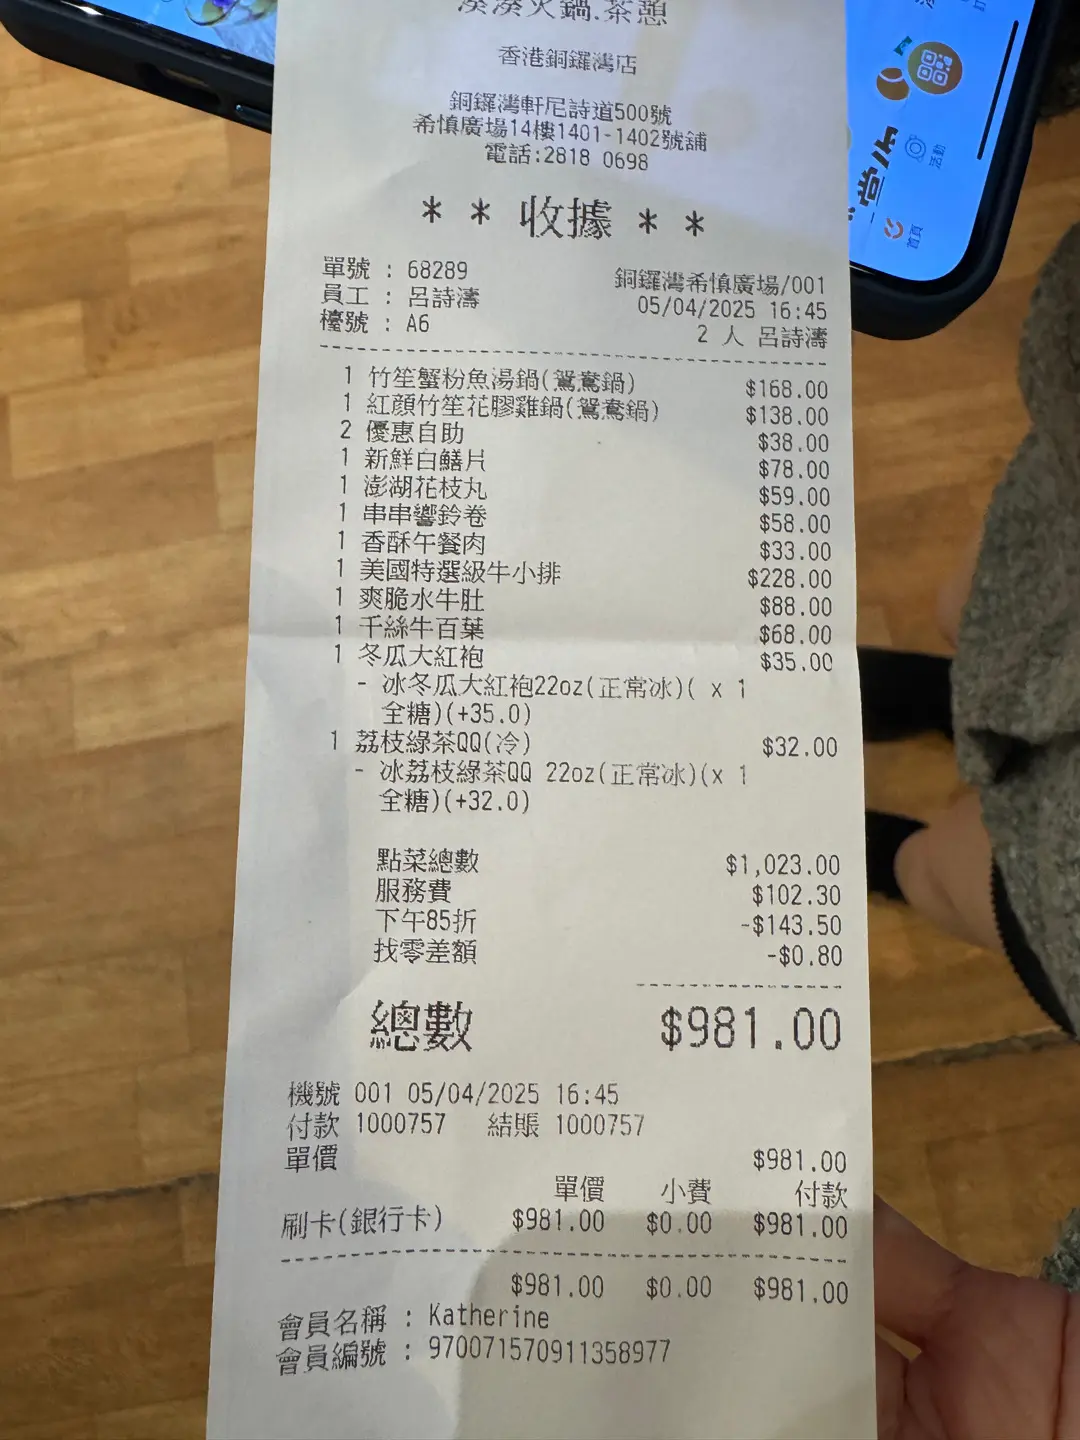 湊湊火鍋.茶憩
香港銅鑼灣店
銅鑼灣軒尼詩道500號
希慎廣場14樓1401-1402號舖
電話:2818 0698
* * 收據 * *
單號 : 68289
銅鑼灣希慎廣場/001
員工 : 呂詩濤
05/04/2025 16:45
檯號 : A6
2 人 呂詩濤
1 竹笙蟹粉魚湯鍋(鴛鴦鍋) $168.00
1 紅顏竹笙花膠雞鍋(鴛鴦鍋) $138.00
2 優惠自助 $38.00
1 新鮮白鱔片 $78.00
1 澎湖花枝丸 $59.00
1 串串響鈴卷 $58.00
1 香酥午餐肉 $33.00
1 美國特選級牛小排 $228.00
1 爽脆水牛肚 $88.00
1 千絲牛百葉 $68.00
1 冬瓜大紅袍 $35.00
- 冰冬瓜大紅袍22oz(正常冰)( x 1
全糖)(+35.0)
1 荔枝綠茶QQ(冷) $32.00
- 冰荔枝綠茶QQ 22oz(正常冰)(x 1
全糖)(+32.0)
點菜總數 $1,023.00
服務費 $102.30
下午85折 -$143.50
找零差額 -$0.80
總數 $981.00
機號 001 05/04/2025 16:45
付款 1000757 結賬 1000757
單價 $981.00
單價 小費 付款
刷卡(銀行卡) $981.00 $0.00 $981.00
$981.00 $0.00 $981.00
會員名稱 : Katherine
會員編號 : 970071570911358977
活動
首頁